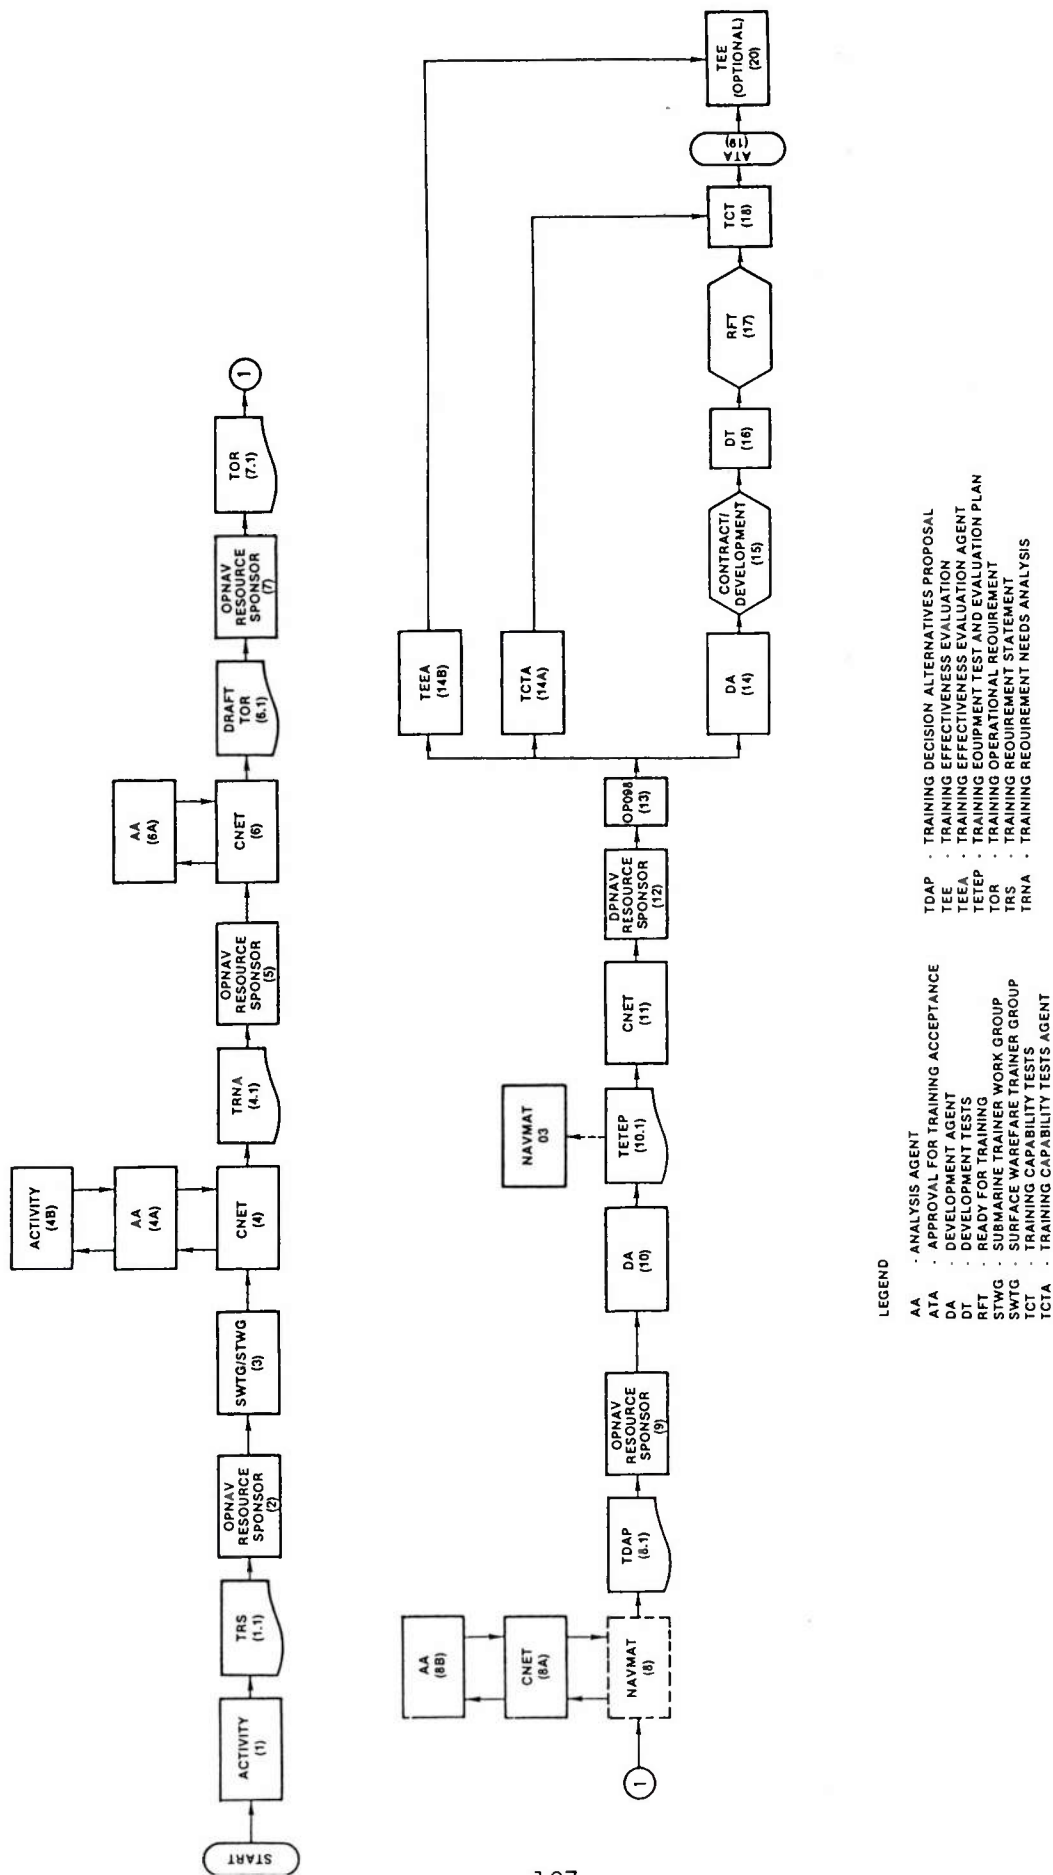 START
ACTIVITY
(1)
TRS
(1.1)
OPNAV
RESOURCE
SPONSOR
(2)
SWTG/STWG
(3)
ACTIVITY
(4B)
AA
(4A)
CNET
(4)
TRNA
(4.1)
OPNAV
RESOURCE
SPONSOR
(5)
AA
(6A)
CNET
(6)
DRAFT
TOR
(6.1)
OPNAV
RESOURCE
SPONSOR
(7)
TOR
(7.1)
1
1
AA
(8B)
CNET
(8A)
NAVMAT
(8)
TDAP
(8.1)
OPNAV
RESOURCE
SPONSOR
(9)
DA
(10)
NAVMAT
03
TETEP
(10.1)
CNET
(11)
DPNAV
RESOURCE
SPONSOR
(12)
OP098
(13)
TEEA
(14B)
TCTA
(14A)
DA
(14)
CONTRACT/
DEVELOPMENT
(15)
DT
(16)
RFT
(17)
TCT
(18)
ATA
(19)
TEE
(OPTIONAL)
(20)
LEGEND
AA - ANALYSIS AGENT
ATA - APPROVAL FOR TRAINING ACCEPTANCE
DA - DEVELOPMENT AGENT
DT - DEVELOPMENT TESTS
RFT - READY FOR TRAINING
STWG - SUBMARINE TRAINER WORK GROUP
SWTG - SURFACE WAREFARE TRAINER GROUP
TCT - TRAINING CAPABILITY TESTS
TCTA - TRAINING CAPABILITY TESTS AGENT
TDAP - TRAINING DECISION ALTERNATIVES PROPOSAL
TEE - TRAINING EFFECTIVENESS EVALUATION
TEEA - TRAINING EFFECTIVENESS EVALUATION AGENT
TETEP - TRAINING EQUIPMENT TEST AND EVALUATION PLAN
TOR - TRAINING OPERATIONAL REQUIREMENT
TRS - TRAINING REQUIREMENT STATEMENT
TRNA - TRAINING REQUIREMENT NEEDS ANALYSIS